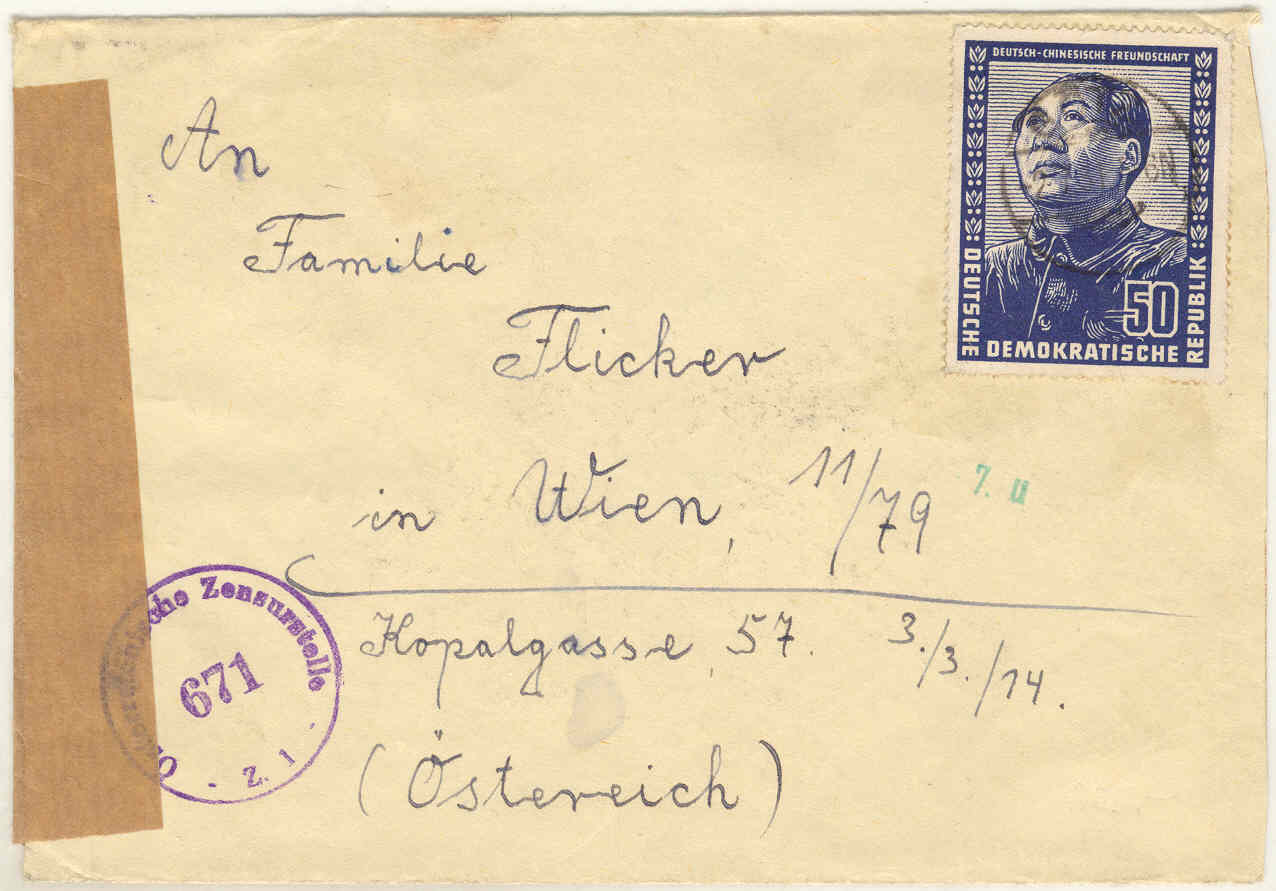 DEUTSCH-CHINESISCHE FREUNDSCHAFT
50
DEUTSCHE DEMOKRATISCHE REPUBLIK
An
Familie
Flicker
in Wien, 11/79
7. U
Kopalgasse, 57. 3./3./14.
(Österreich)
Zensurstelle
671
- Z. 1 -